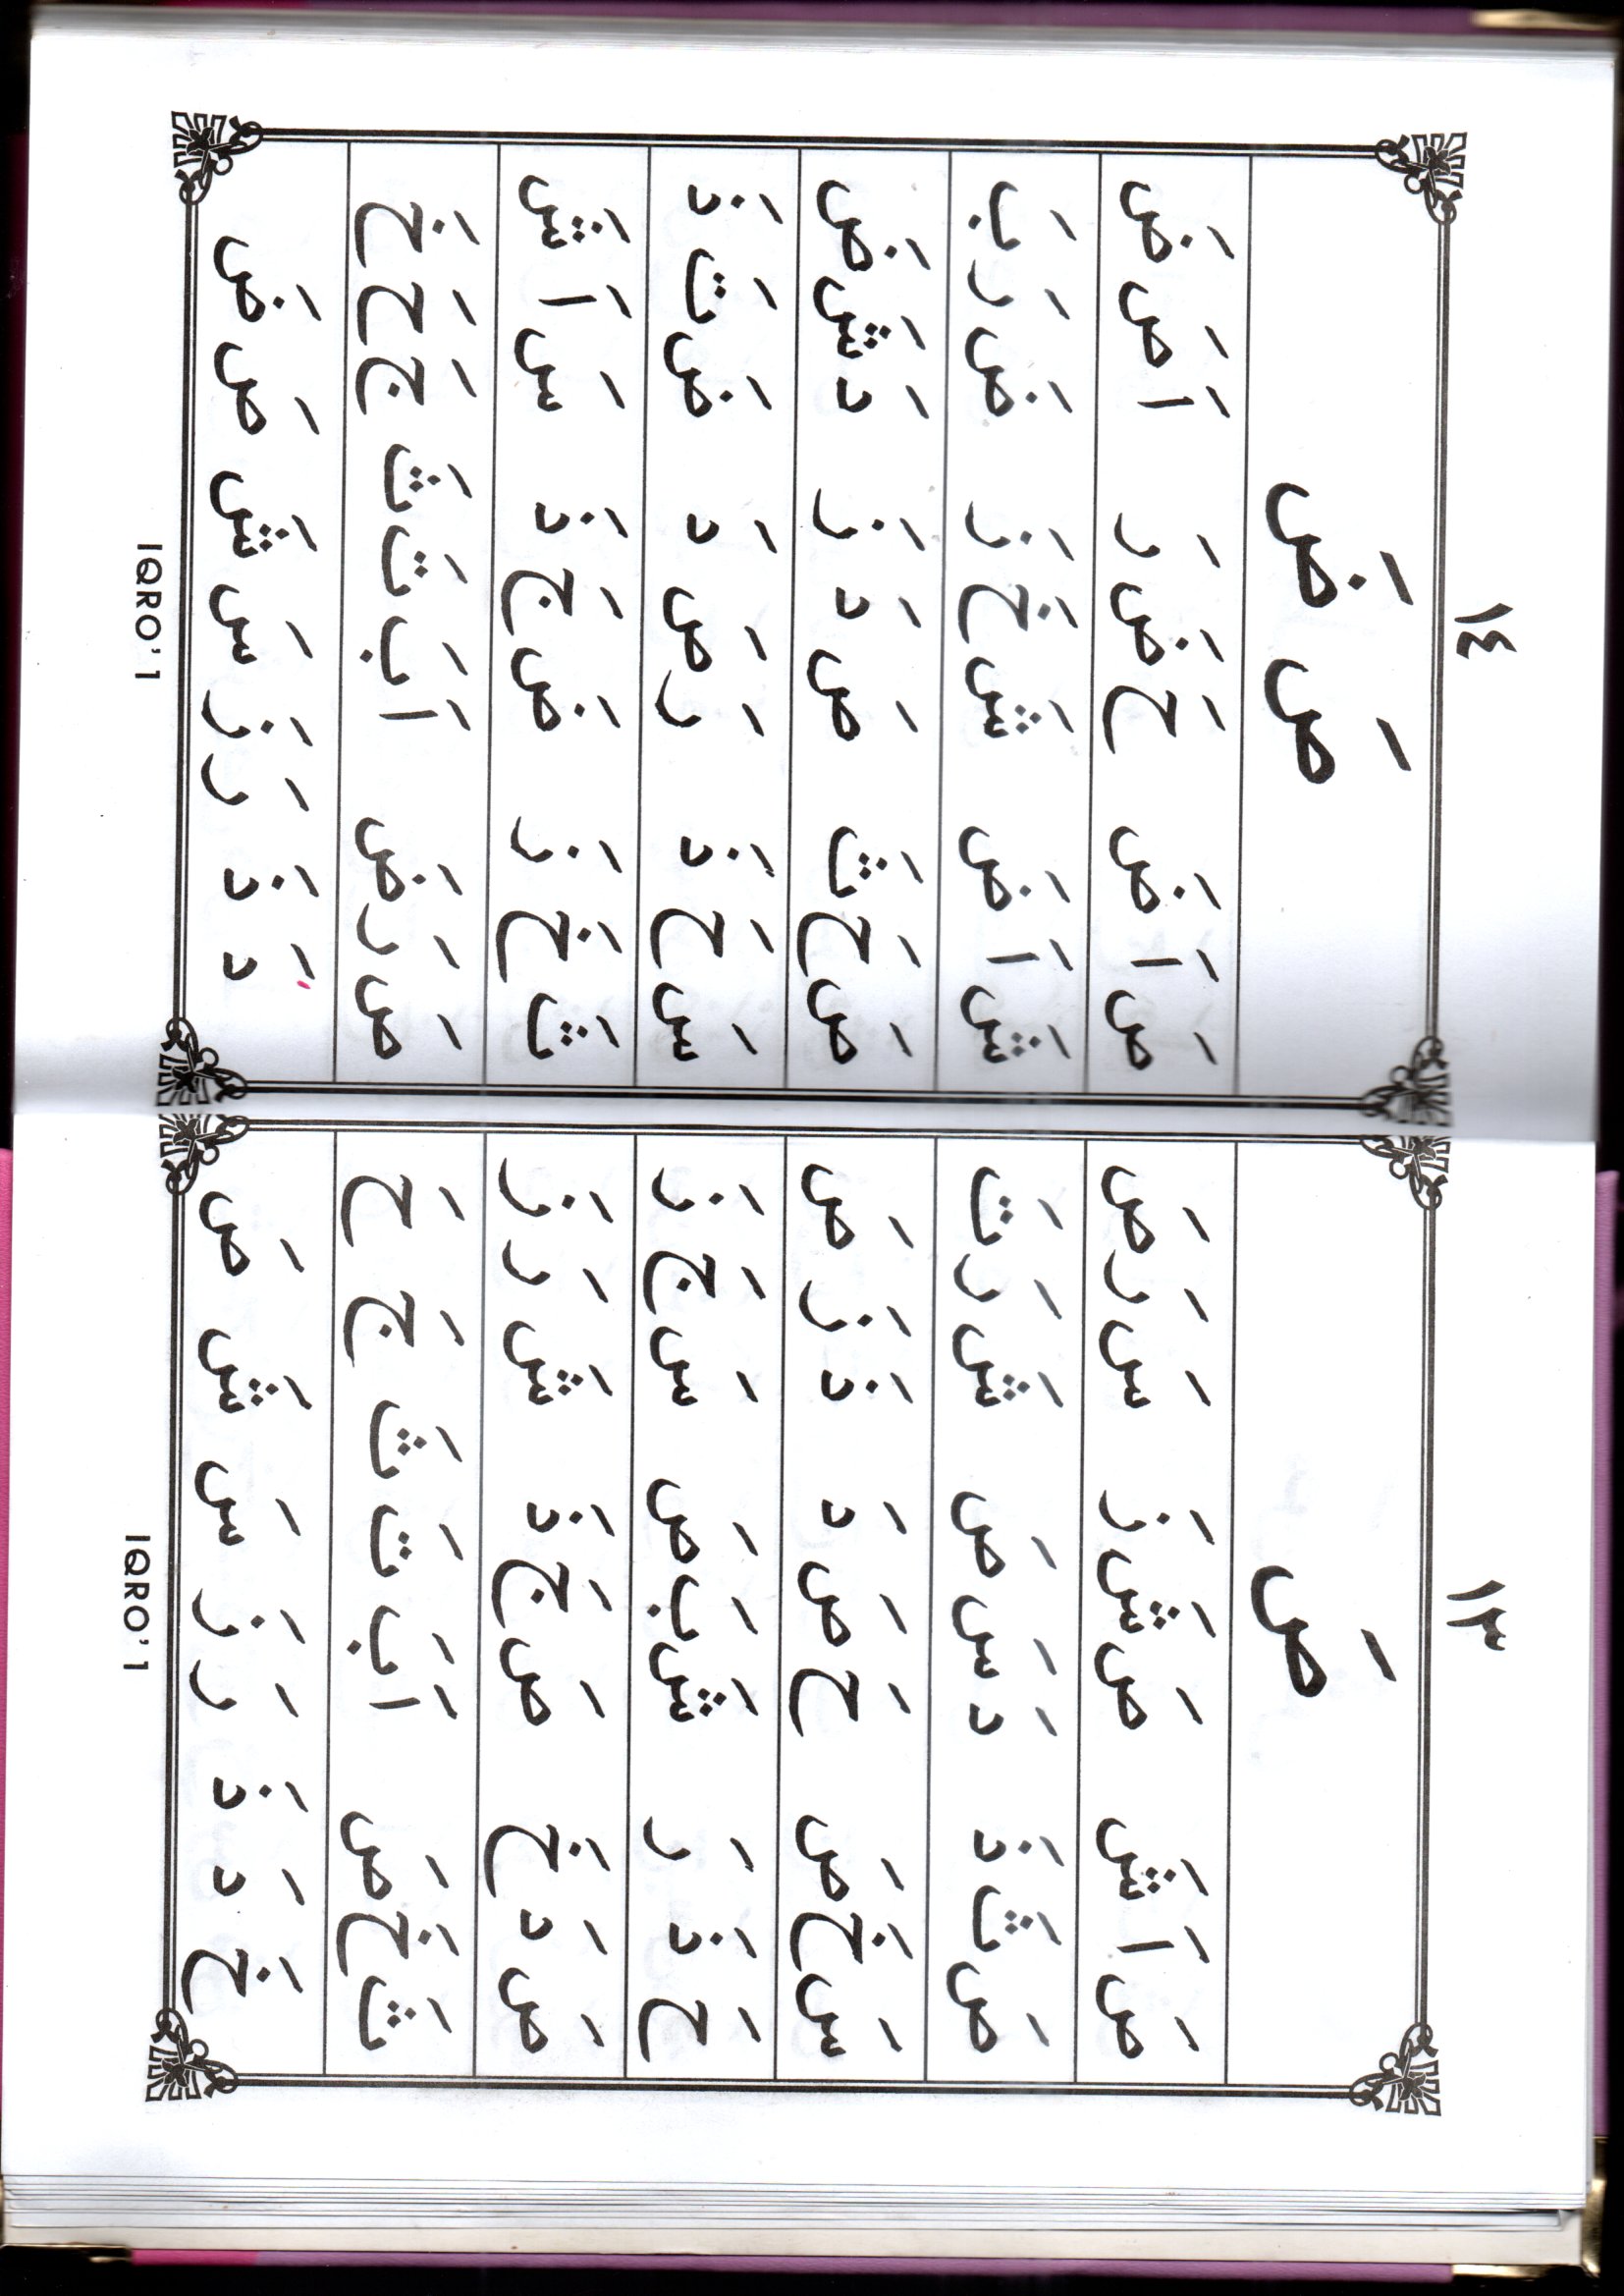 ١٣
صَ
صَ اَ شَ صَ شَ زَ سَ رَ صَ
صَ ثَ ذَ دَ سَ صَ شَ رَ تَ
سَ خَ صَ حَ صَ دَ ذَ زَ صَ
حَ ذَ رَ شَ بَ صَ سَ جَ زَ
صَ دَ خَ صَ جَ ذَ شَ رَ زَ
ثَ خَ صَ اَ بَ تَ ثَ جَ حَ
خَ دَ ذَ رَ زَ سَ شَ صَ
IQRO' 1
١٤
صَ ضَ
صَ اَ ضَ حَ ضَ رَ اَ صَ ضَ
شَ اَ ضَ شَ خَ زَ ضَ رَ بَ
صَ حَ ثَ صَ دَ زَ دَ شَ ضَ
سَ حَ ذَ رَ صَ دَ ضَ تَ ذَ
ثَ خَ زَ ضَ جَ ذَ سَ اَ شَ
صَ رَ ضَ اَ بَ تَ ثَ جَ حَ خَ
دَ ذَ رَ زَ سَ شَ صَ ضَ
IQRO' 1